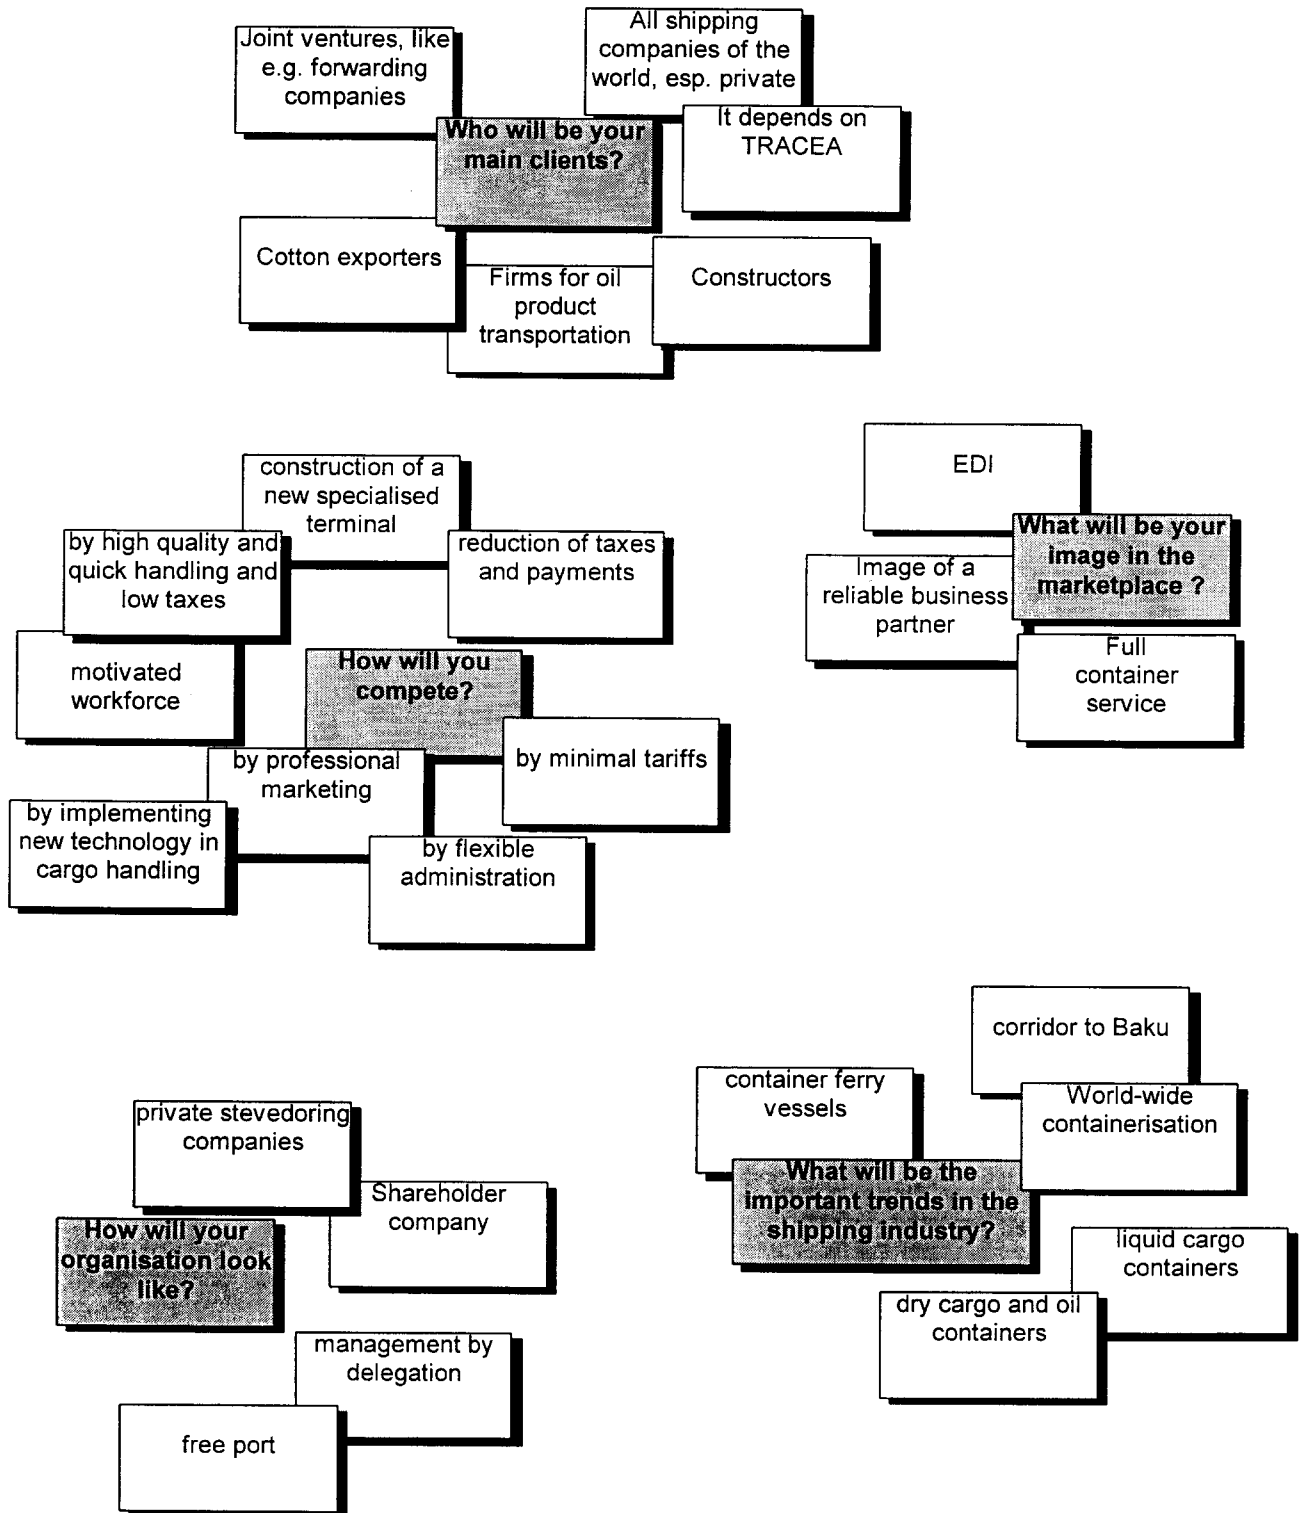 Joint ventures, like
e.g. forwarding
companies
All shipping
companies of the
world, esp. private
It depends on
TRACEA
Who will be your
main clients?
Cotton exporters
Firms for oil
product
transportation
Constructors
construction of a
new specialised
terminal
by high quality and
quick handling and
low taxes
reduction of taxes
and payments
motivated
workforce
How will you
compete?
by professional
marketing
by minimal tariffs
by implementing
new technology in
cargo handling
by flexible
administration
EDI
What will be your
image in the
marketplace ?
Image of a
reliable business
partner
Full
container
service
private stevedoring
companies
Shareholder
company
How will your
organisation look
like?
management by
delegation
free port
corridor to Baku
container ferry
vessels
World-wide
containerisation
What will be the
important trends in the
shipping industry?
liquid cargo
containers
dry cargo and oil
containers